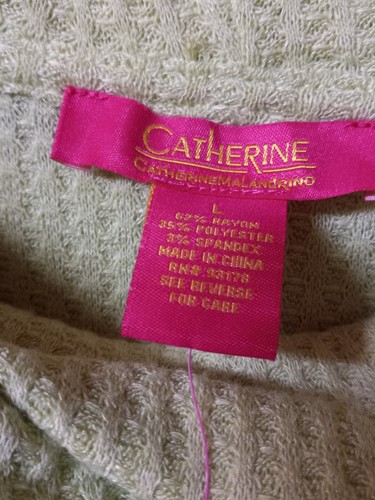 CATHERINE
CATHERINEMALANDRINO
L
62% RAYON
35% POLYESTER
3% SPANDEX
MADE IN CHINA
RN# 93178
SEE REVERSE
FOR CARE